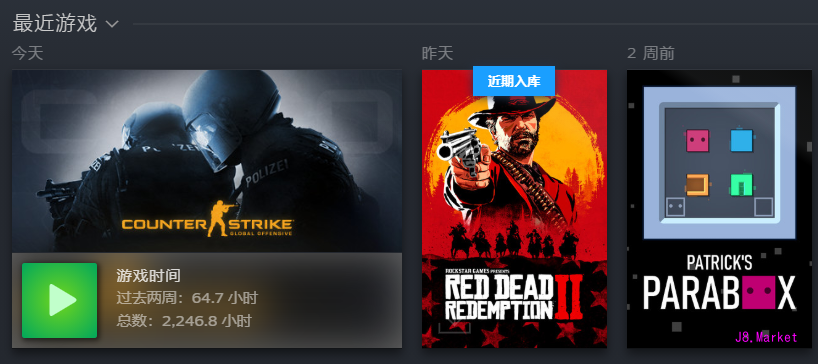 最近游戏
今天
昨天
2 周前
近期入库
POLIZEI
COUNTER STRIKE
GLOBAL OFFENSIVE
游戏时间
过去两周：64.7 小时
总数：2,246.8 小时
ROCKSTAR GAMES PRESENTS
RED DEAD
REDEMPTION II
PATRICK'S
PARABOX
J8.Market